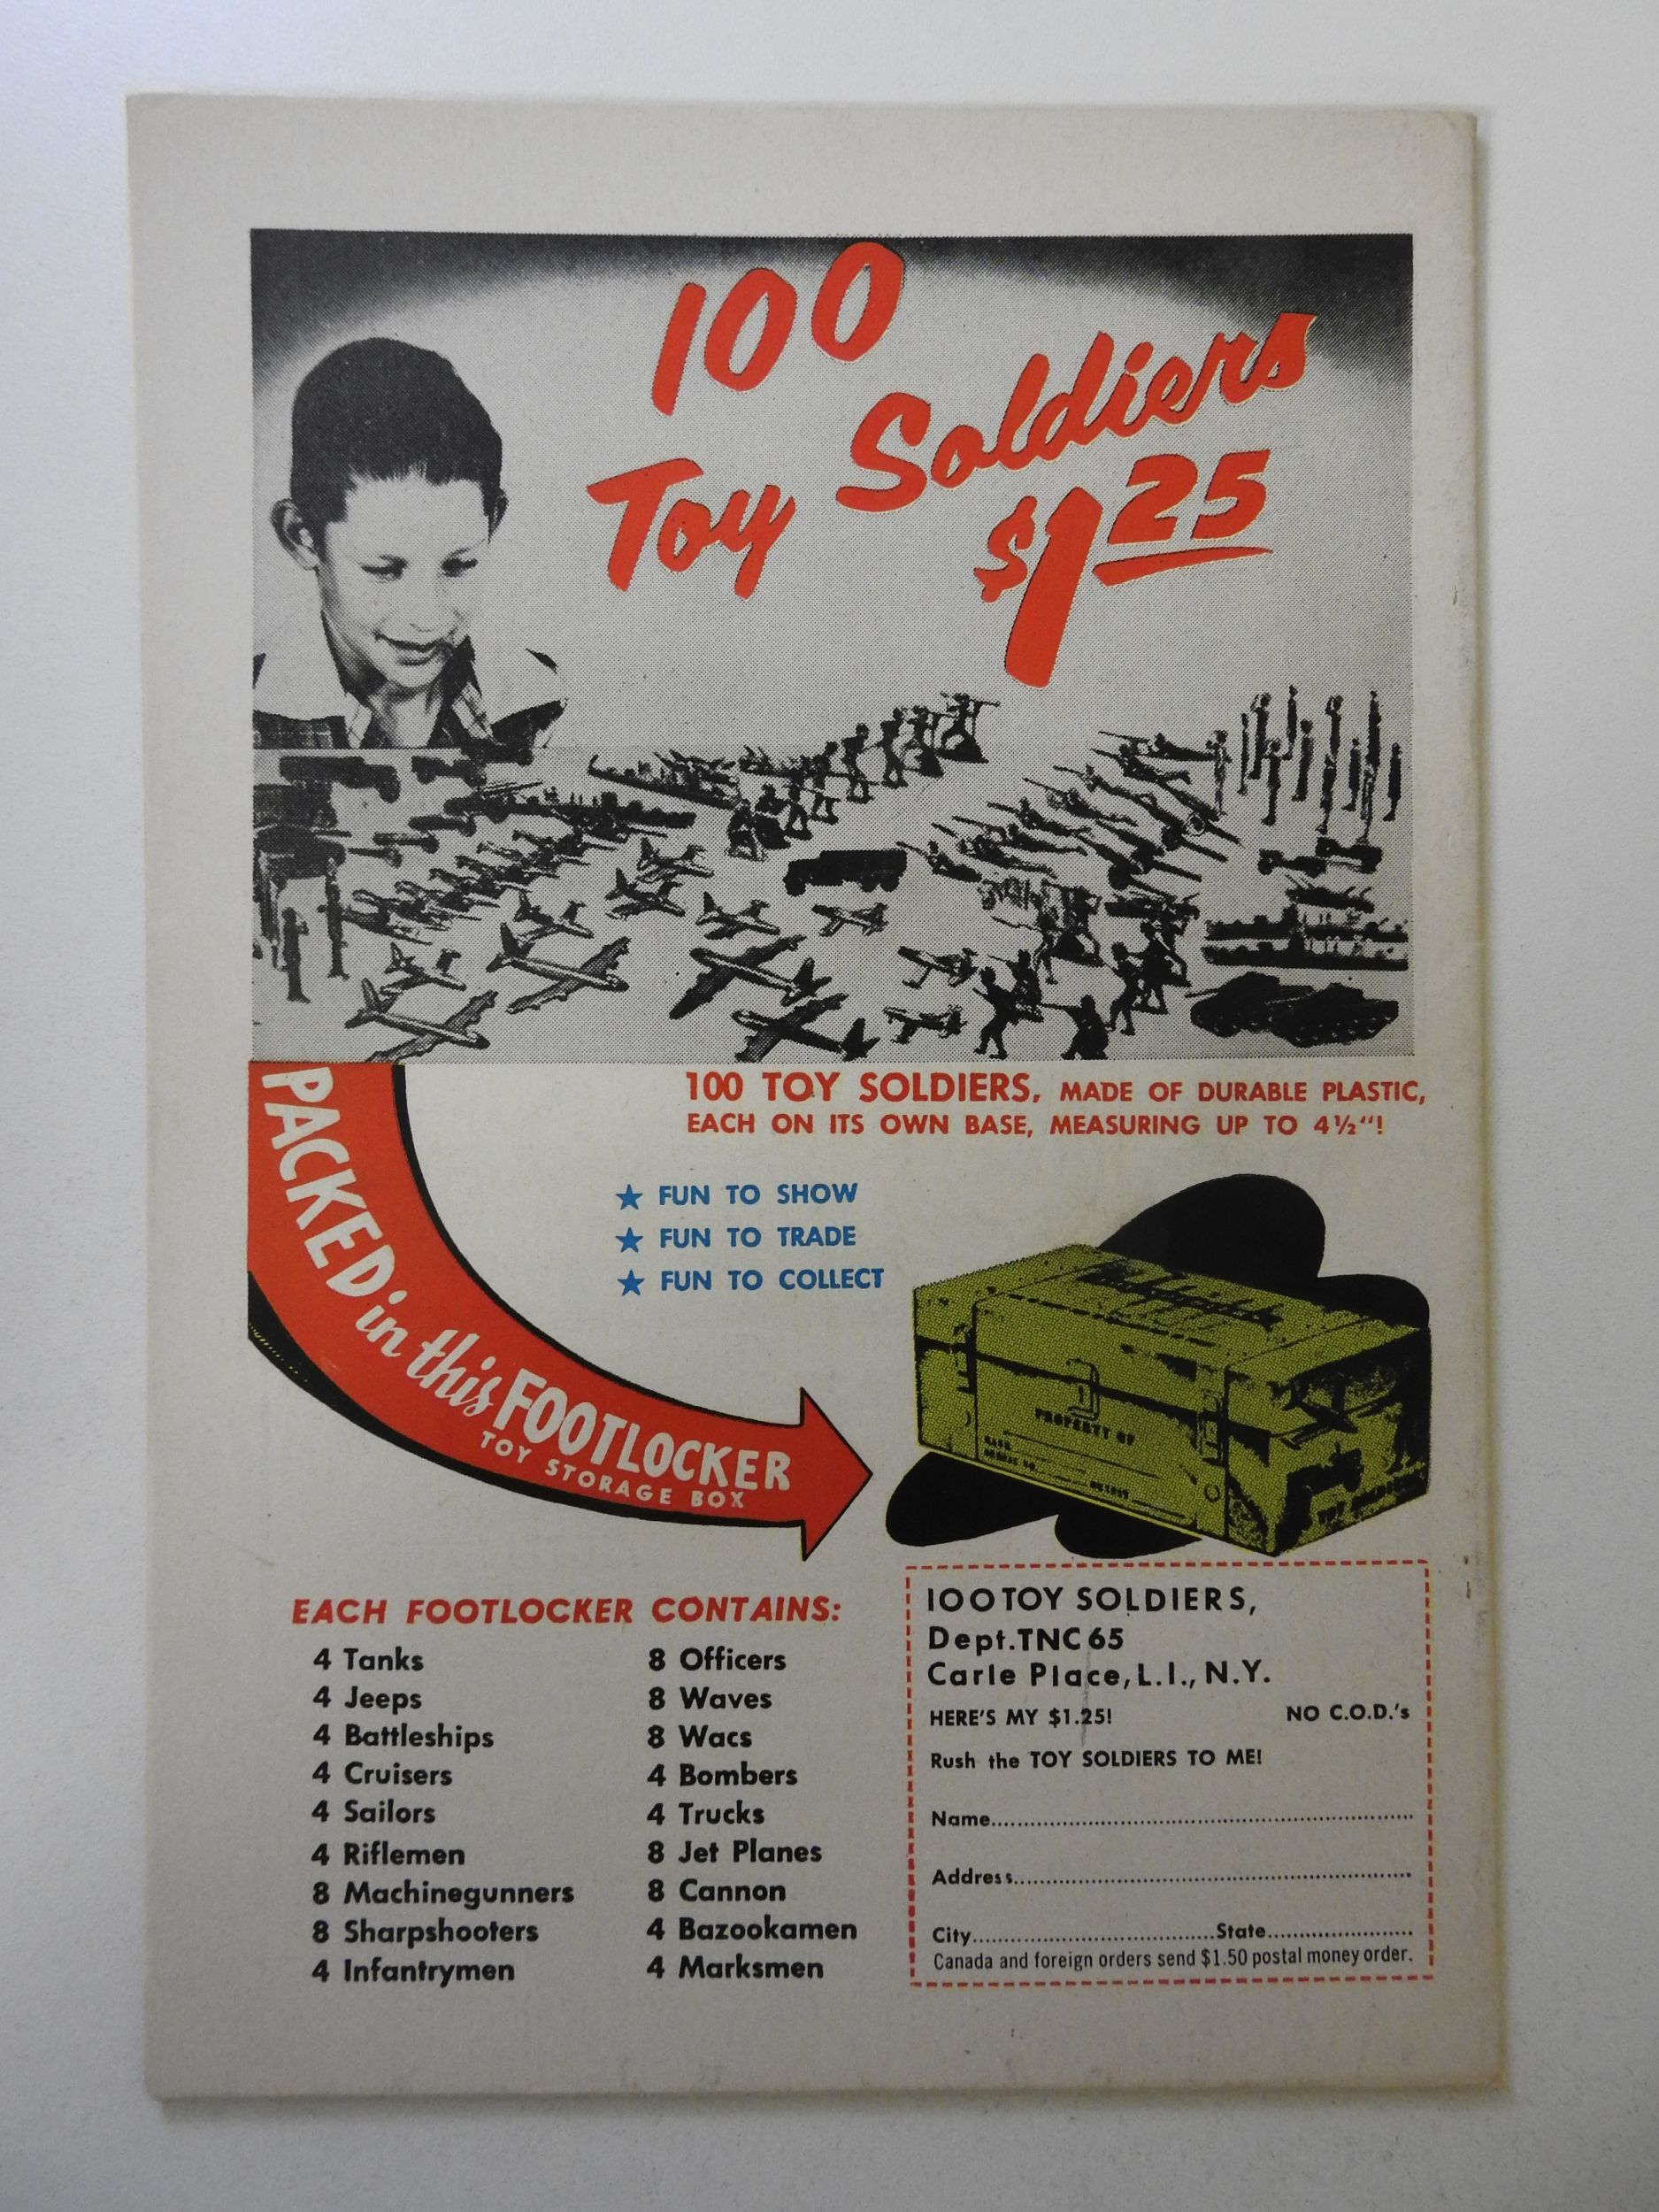 100
Toy Soldiers
$1.25
100 TOY SOLDIERS, MADE OF DURABLE PLASTIC,
EACH ON ITS OWN BASE, MEASURING UP TO 4½"!
★ FUN TO SHOW
★ FUN TO TRADE
★ FUN TO COLLECT
PACKED in this FOOTLOCKER
TOY STORAGE BOX
PROPERTY OF
EACH FOOTLOCKER CONTAINS:
4 Tanks
4 Jeeps
4 Battleships
4 Cruisers
4 Sailors
4 Riflemen
8 Machinegunners
8 Sharpshooters
4 Infantrymen
8 Officers
8 Waves
8 Wacs
4 Bombers
4 Trucks
8 Jet Planes
8 Cannon
4 Bazookamen
4 Marksmen
100 TOY SOLDIERS,
Dept. TNC 65
Carle Place, L.I., N.Y.
HERE'S MY $1.25! NO C.O.D.'s
Rush the TOY SOLDIERS TO ME!
Name
Address
City State
Canada and foreign orders send $1.50 postal money order.